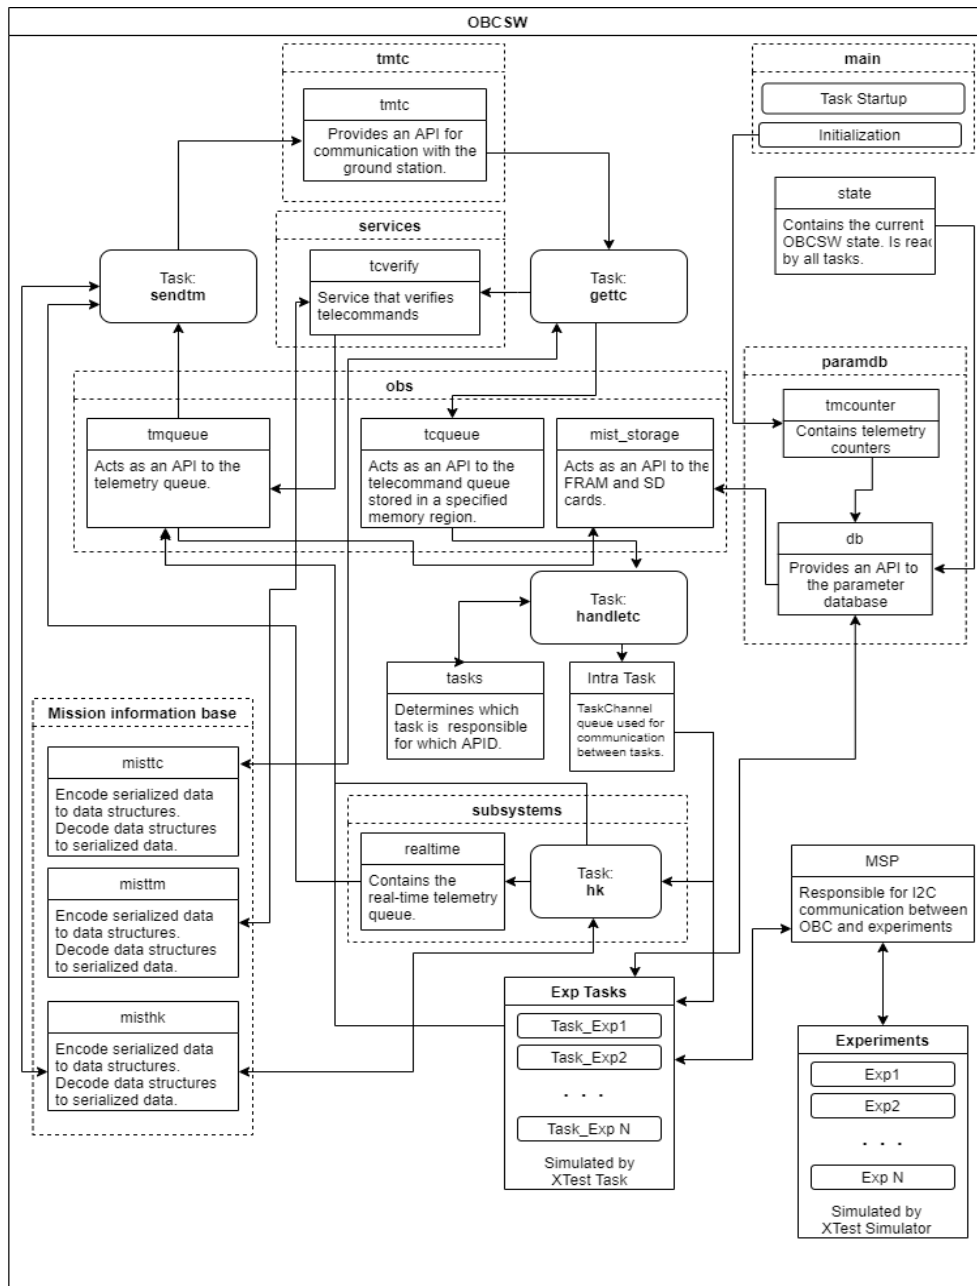 OBCSW
tmtc
tmtc
Provides an API for
communication with the
ground station.
main
Task Startup
Initialization
state
Contains the current
OBCSW state. Is read
by all tasks.
services
tcverify
Service that verifies
telecommands
Task:
sendtm
Task:
gettc
obs
tmqueue
Acts as an API to the
telemetry queue.
tcqueue
Acts as an API to the
telecommand queue
stored in a specified
memory region.
mist_storage
Acts as an API to the
FRAM and SD
cards.
paramdb
tmcounter
Contains telemetry
counters
db
Provides an API to
the parameter
database
Task:
handletc
tasks
Determines which
task is responsible
for which APID.
Intra Task
TaskChannel
queue used for
communication
between tasks.
Mission information base
misttc
Encode serialized data
to data structures.
Decode data structures
to serialized data.
misttm
Encode serialized data
to data structures.
Decode data structures
to serialized data.
misthk
Encode serialized data
to data structures.
Decode data structures
to serialized data.
subsystems
realtime
Contains the
real-time telemetry
queue.
Task:
hk
MSP
Responsible for I2C
communication between
OBC and experiments
Exp Tasks
Task_Exp1
Task_Exp2
. . .
Task_Exp N
Simulated by
XTest Task
Experiments
Exp1
Exp2
. . .
Exp N
Simulated by
XTest Simulator